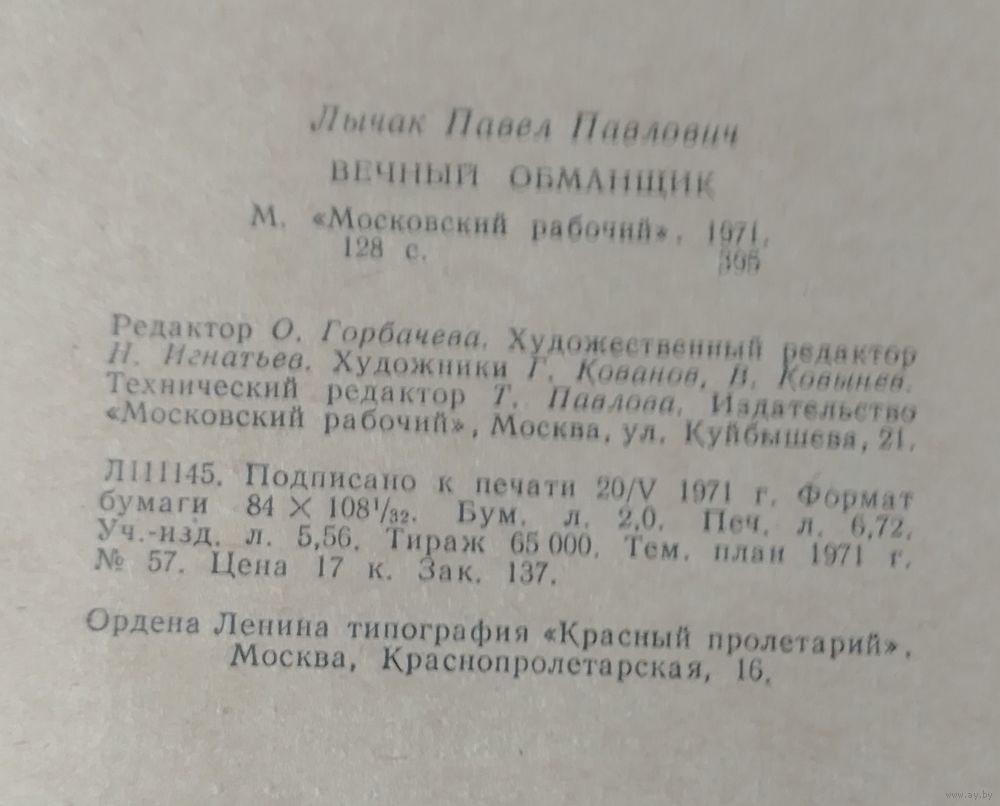 Лычак Павел Павлович
ВЕЧНЫЙ ОБМАНЩИК
М. «Московский рабочий», 1971.
128 с. 395
Редактор О. Горбачева. Художественный редактор
Н. Игнатьев. Художники Г. Кованов, В. Ковынев.
Технический редактор Т. Павлова. Издательство
«Московский рабочий», Москва, ул. Куйбышева, 21.
Л111145. Подписано к печати 20/V 1971 г. Формат
бумаги 84 × 108¹/₃₂. Бум. л. 2,0. Печ. л. 6,72.
Уч.-изд. л. 5,56. Тираж 65 000. Тем. план 1971 г.
№ 57. Цена 17 к. Зак. 137.
Ордена Ленина типография «Красный пролетарий».
Москва, Краснопролетарская, 16.
www.ay.by